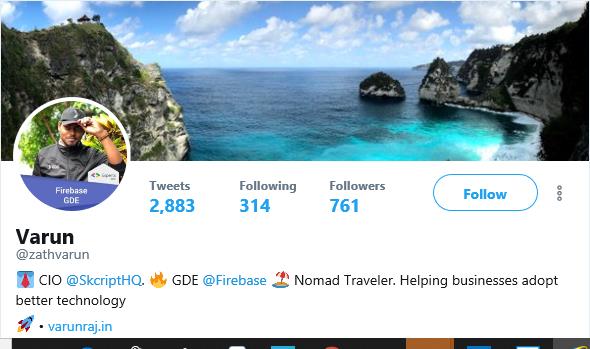 Experts
Firebase
GDE
Tweets Following Followers
2,883 314 761
Follow
Varun
@zathvarun
CIO @SkcriptHQ. 🔥 GDE @Firebase 🏖 Nomad Traveler. Helping businesses adopt
better technology
🚀 • varunraj.in